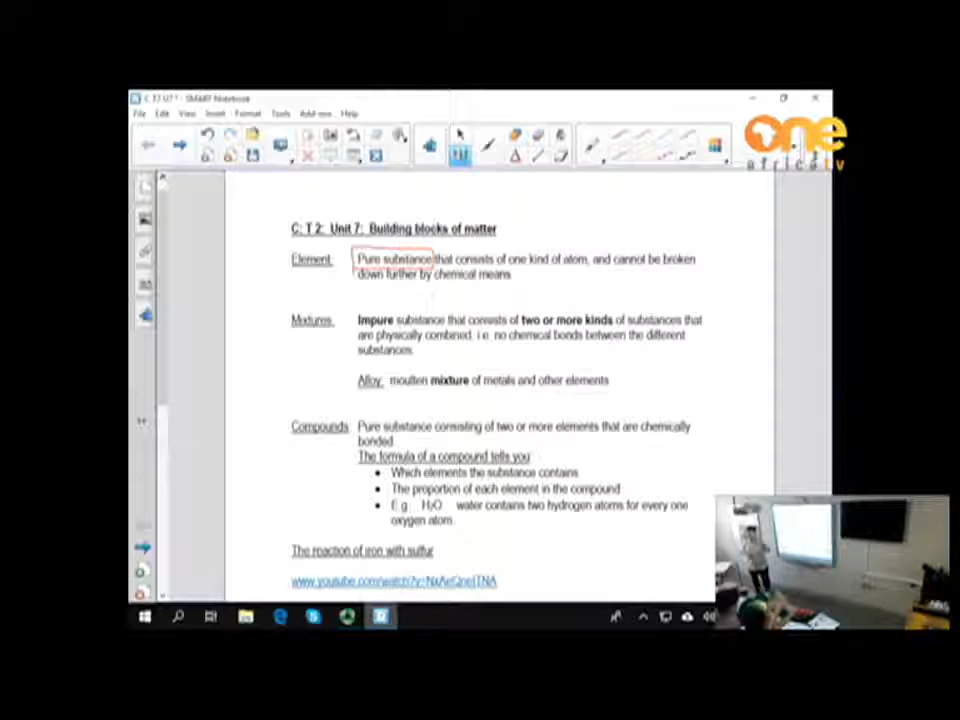 C: T 2: Unit 7: Building blocks of matter
Element: Pure substance that consists of one kind of atom, and cannot be broken
down further by chemical means
Mixtures: Impure substance that consists of two or more kinds of substances that
are physically combined, i.e. no chemical bonds between the different
substances.
Alloy: moulten mixture of metals and other elements
Compounds: Pure substance consisting of two or more elements that are chemically
bonded
The formula of a compound tells you:
• Which elements the substance contains
• The proportion of each element in the compound
• E.g. H₂O water contains two hydrogen atoms for every one
oxygen atom.
The reaction of iron with sulfur
File Edit View Insert Format Tools Add-ons Help
SMART Notebook
one
africa tv